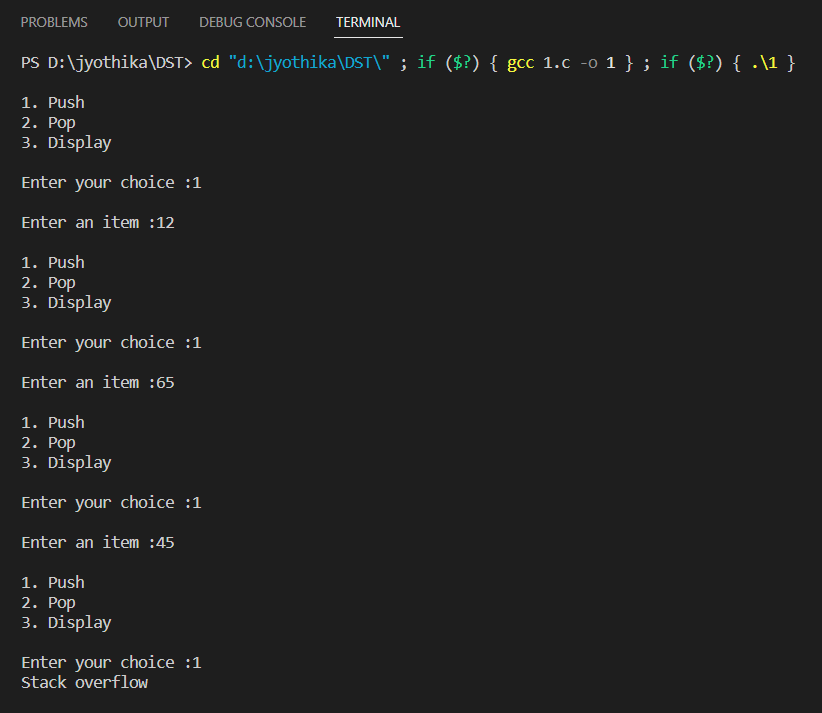 PROBLEMS OUTPUT DEBUG CONSOLE TERMINAL
PS D:\jyothika\DST> cd "d:\jyothika\DST\" ; if ($?) { gcc 1.c -o 1 } ; if ($?) { .\1 }
1. Push
2. Pop
3. Display
Enter your choice :1
Enter an item :12
1. Push
2. Pop
3. Display
Enter your choice :1
Enter an item :65
1. Push
2. Pop
3. Display
Enter your choice :1
Enter an item :45
1. Push
2. Pop
3. Display
Enter your choice :1
Stack overflow